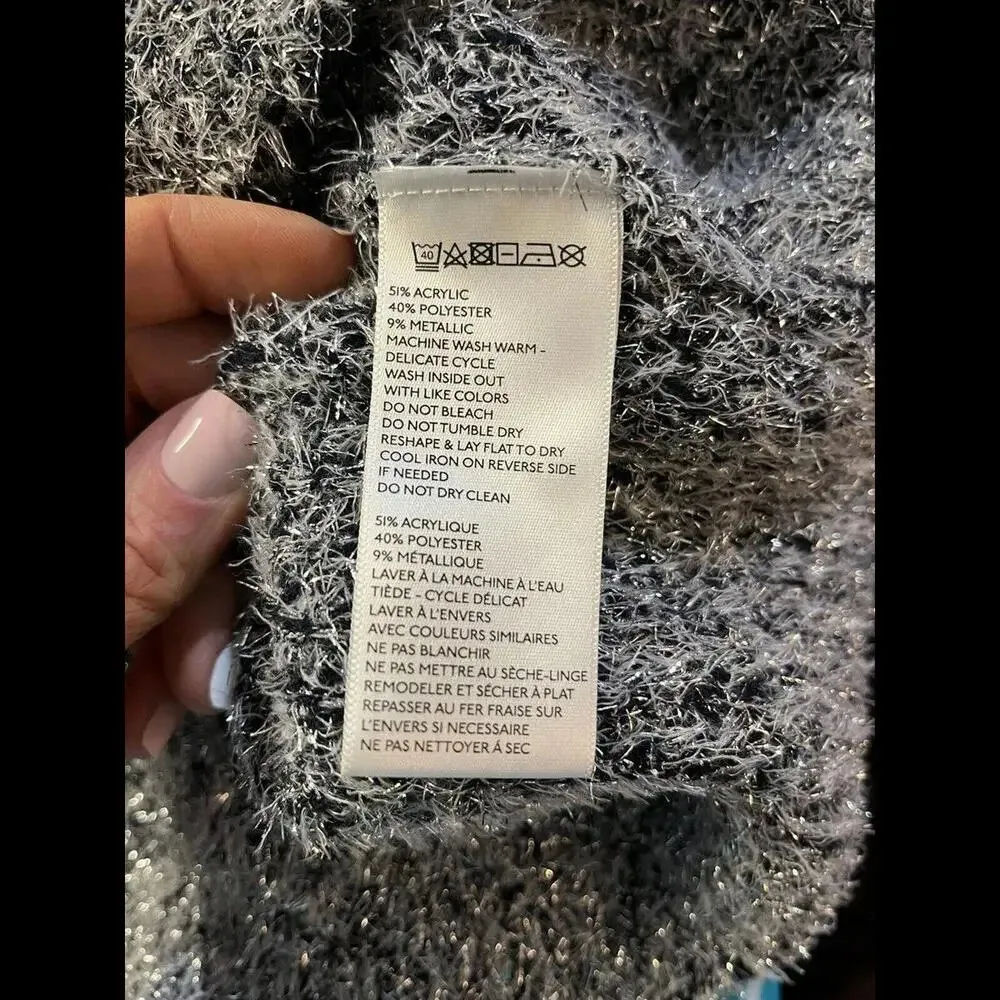 40
51% ACRYLIC
40% POLYESTER
9% METALLIC
MACHINE WASH WARM -
DELICATE CYCLE
WASH INSIDE OUT
WITH LIKE COLORS
DO NOT BLEACH
DO NOT TUMBLE DRY
RESHAPE & LAY FLAT TO DRY
COOL IRON ON REVERSE SIDE
IF NEEDED
DO NOT DRY CLEAN
51% ACRYLIQUE
40% POLYESTER
9% MÉTALLIQUE
LAVER À LA MACHINE À L'EAU
TIÈDE - CYCLE DÉLICAT
LAVER À L'ENVERS
AVEC COULEURS SIMILAIRES
NE PAS BLANCHIR
NE PAS METTRE AU SÈCHE-LINGE
REMODELER ET SÉCHER À PLAT
REPASSER AU FER FRAISE SUR
L'ENVERS SI NECESSAIRE
NE PAS NETTOYER Á SEC